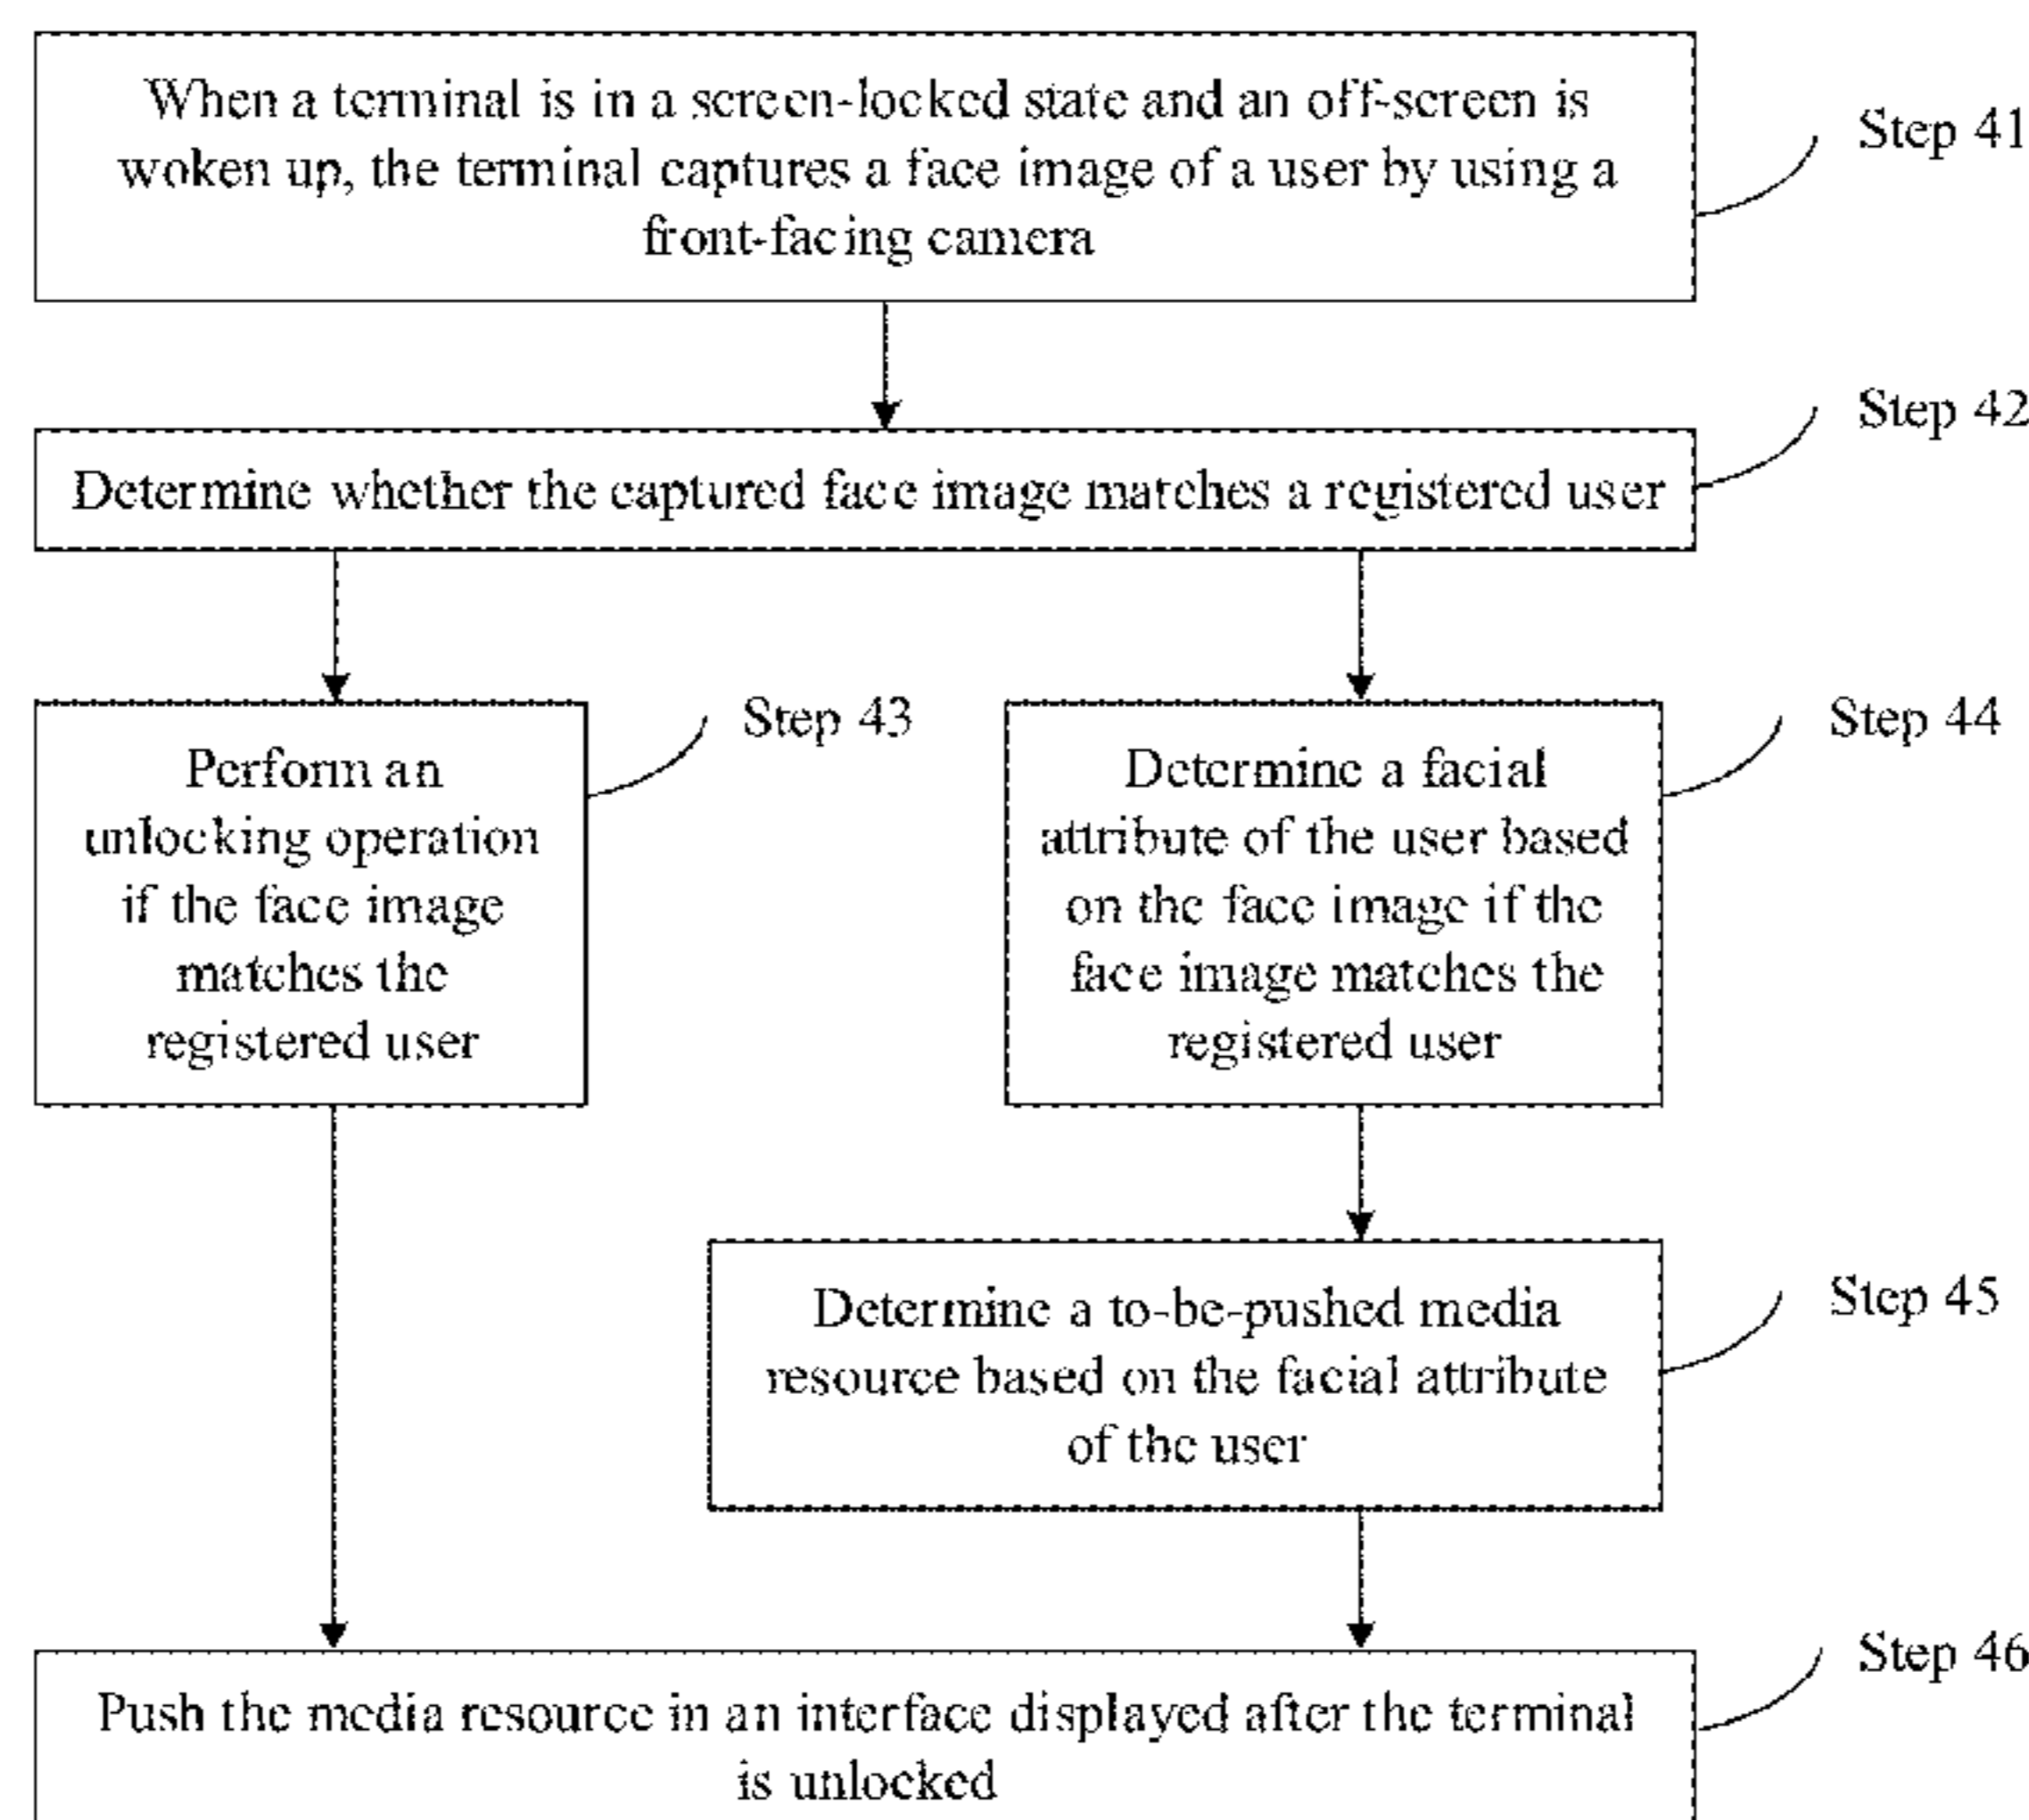 When a terminal is in a screen-locked state and an off-screen is
woken up, the terminal captures a face image of a user by using a
front-facing camera
Step 41
Step 42
Determine whether the captured face image matches a registered user
Step 43
Perform an
unlocking operation
if the face image
matches the
registered user
Step 44
Determine a facial
attribute of the user based
on the face image if the
face image matches the
registered user
Step 45
Determine a to-be-pushed media
resource based on the facial attribute
of the user
Step 46
Push the media resource in an interface displayed after the terminal
is unlocked